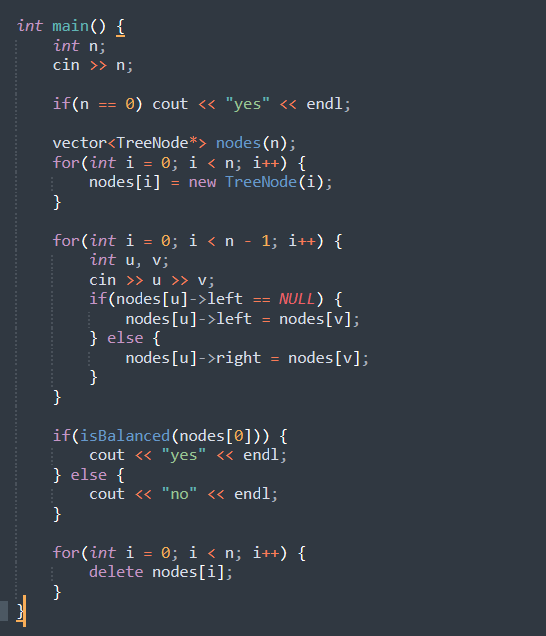 int main() {
    int n;
    cin >> n;

    if(n == 0) cout << "yes" << endl;

    vector<TreeNode*> nodes(n);
    for(int i = 0; i < n; i++) {
        nodes[i] = new TreeNode(i);
    }

    for(int i = 0; i < n - 1; i++) {
        int u, v;
        cin >> u >> v;
        if(nodes[u]->left == NULL) {
            nodes[u]->left = nodes[v];
        } else {
            nodes[u]->right = nodes[v];
        }
    }

    if(isBalanced(nodes[0])) {
        cout << "yes" << endl;
    } else {
        cout << "no" << endl;
    }

    for(int i = 0; i < n; i++) {
        delete nodes[i];
    }
}